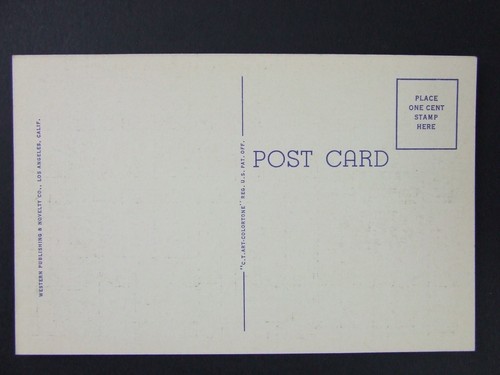 WESTERN PUBLISHING & NOVELTY CO., LOS ANGELES, CALIF.
"C.T.ART-COLORTONE" REG. U.S. PAT. OFF.
POST CARD
PLACE
ONE CENT
STAMP
HERE